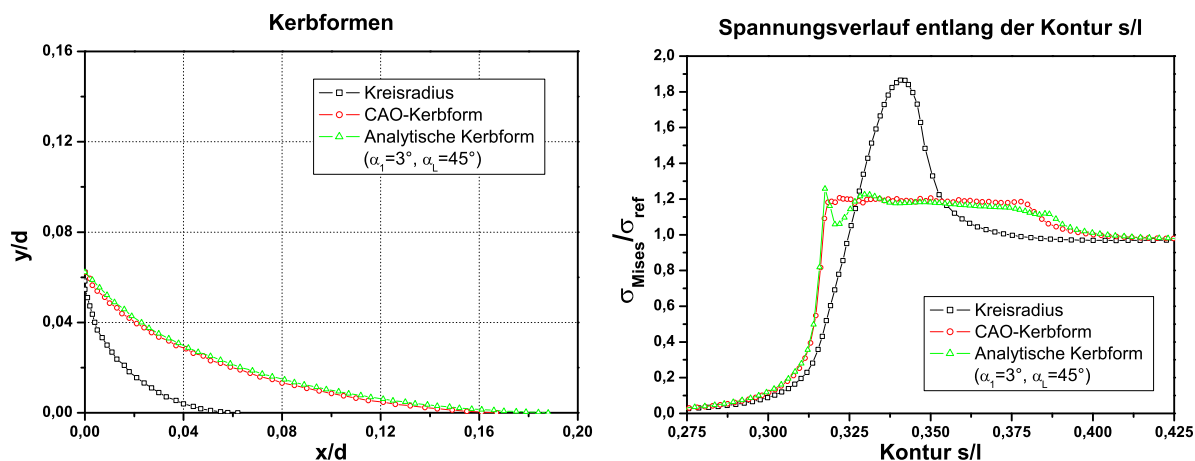 Kerbformen
0,16
0,12
0,08
0,04
0,00
y/d
0,00 0,04 0,08 0,12 0,16 0,20
x/d
Kreisradius
CAO-Kerbform
Analytische Kerbform
(α₁=3°, α_L=45°)
Spannungsverlauf entlang der Kontur s/l
2,0
1,8
1,6
1,4
1,2
1,0
0,8
0,6
0,4
0,2
0,0
σ_Mises/σ_ref
0,275 0,300 0,325 0,350 0,375 0,400 0,425
Kontur s/l
Kreisradius
CAO-Kerbform
Analytische Kerbform
(α₁=3°, α_L=45°)